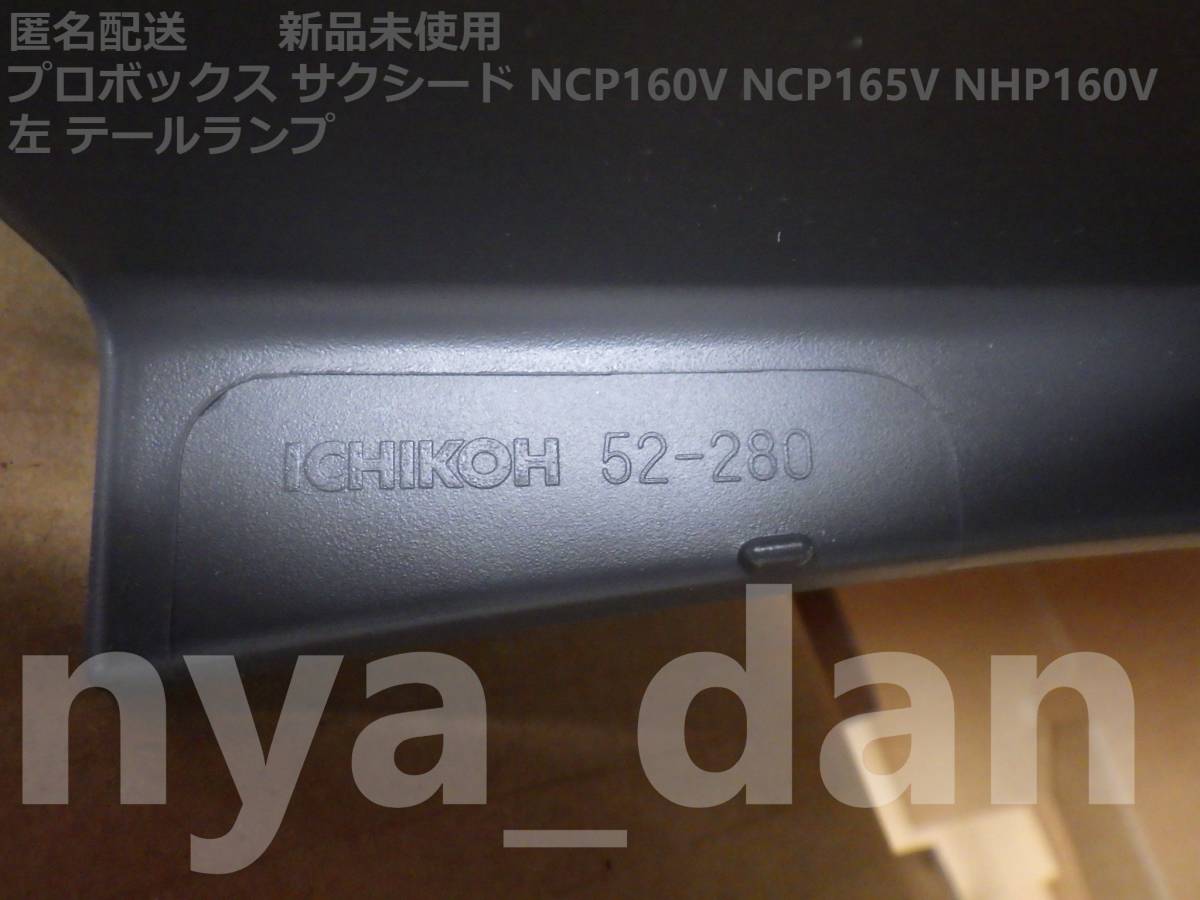 匿名配送　　新品未使用
プロボックス サクシード NCP160V NCP165V NHP160V
左 テールランプ
ICHIKOH 52-280
nya_dan